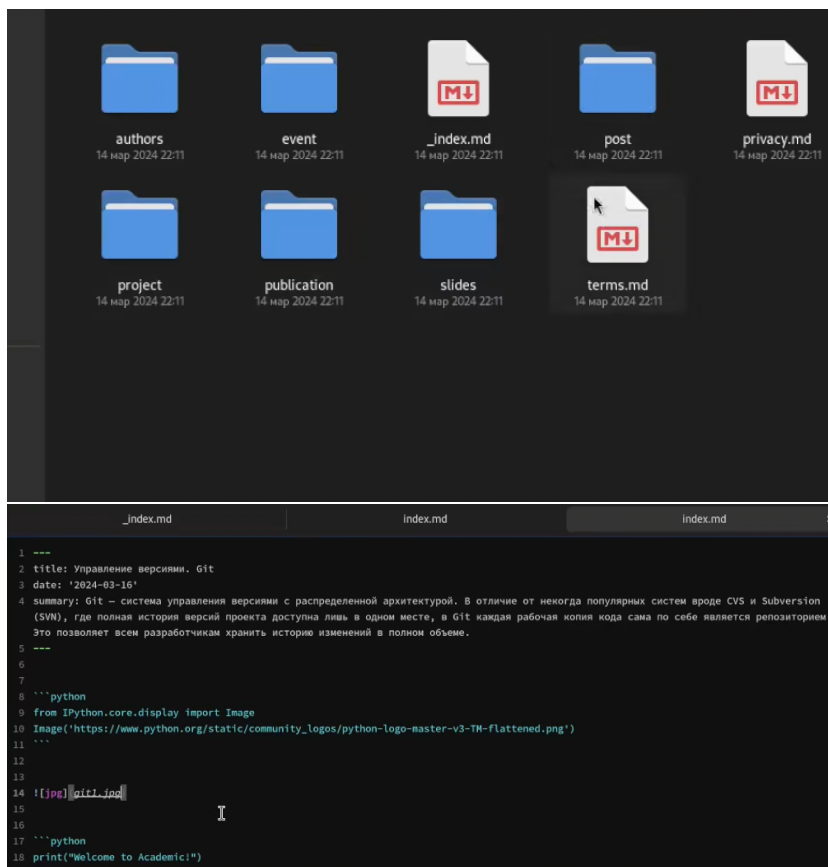 authors event _index.md post privacy.md
14 мар 2024 22:11 14 мар 2024 22:11 14 мар 2024 22:11 14 мар 2024 22:11 14 мар 2024 22:11
project publication slides terms.md
14 мар 2024 22:11 14 мар 2024 22:11 14 мар 2024 22:11 14 мар 2024 22:11
_index.md index.md index.md
1 ---
2 title: Управление версиями. Git
3 date: '2024-03-16'
4 summary: Git — система управления версиями с распределенной архитектурой. В отличие от некогда популярных систем вроде CVS и Subversion
(SVN), где полная история версий проекта доступна лишь в одном месте, в Git каждая рабочая копия кода сама по себе является репозиторием
Это позволяет всем разработчикам хранить историю изменений в полном объеме.
5 ---
6
7
8 ```python
9 from IPython.core.display import Image
10 Image('https://www.python.org/static/community_logos/python-logo-master-v3-TM-flattened.png')
11 ```
12
13
14 ![jpg](git1.jpg)
15
16
17 ```python
18 print("Welcome to Academic!")